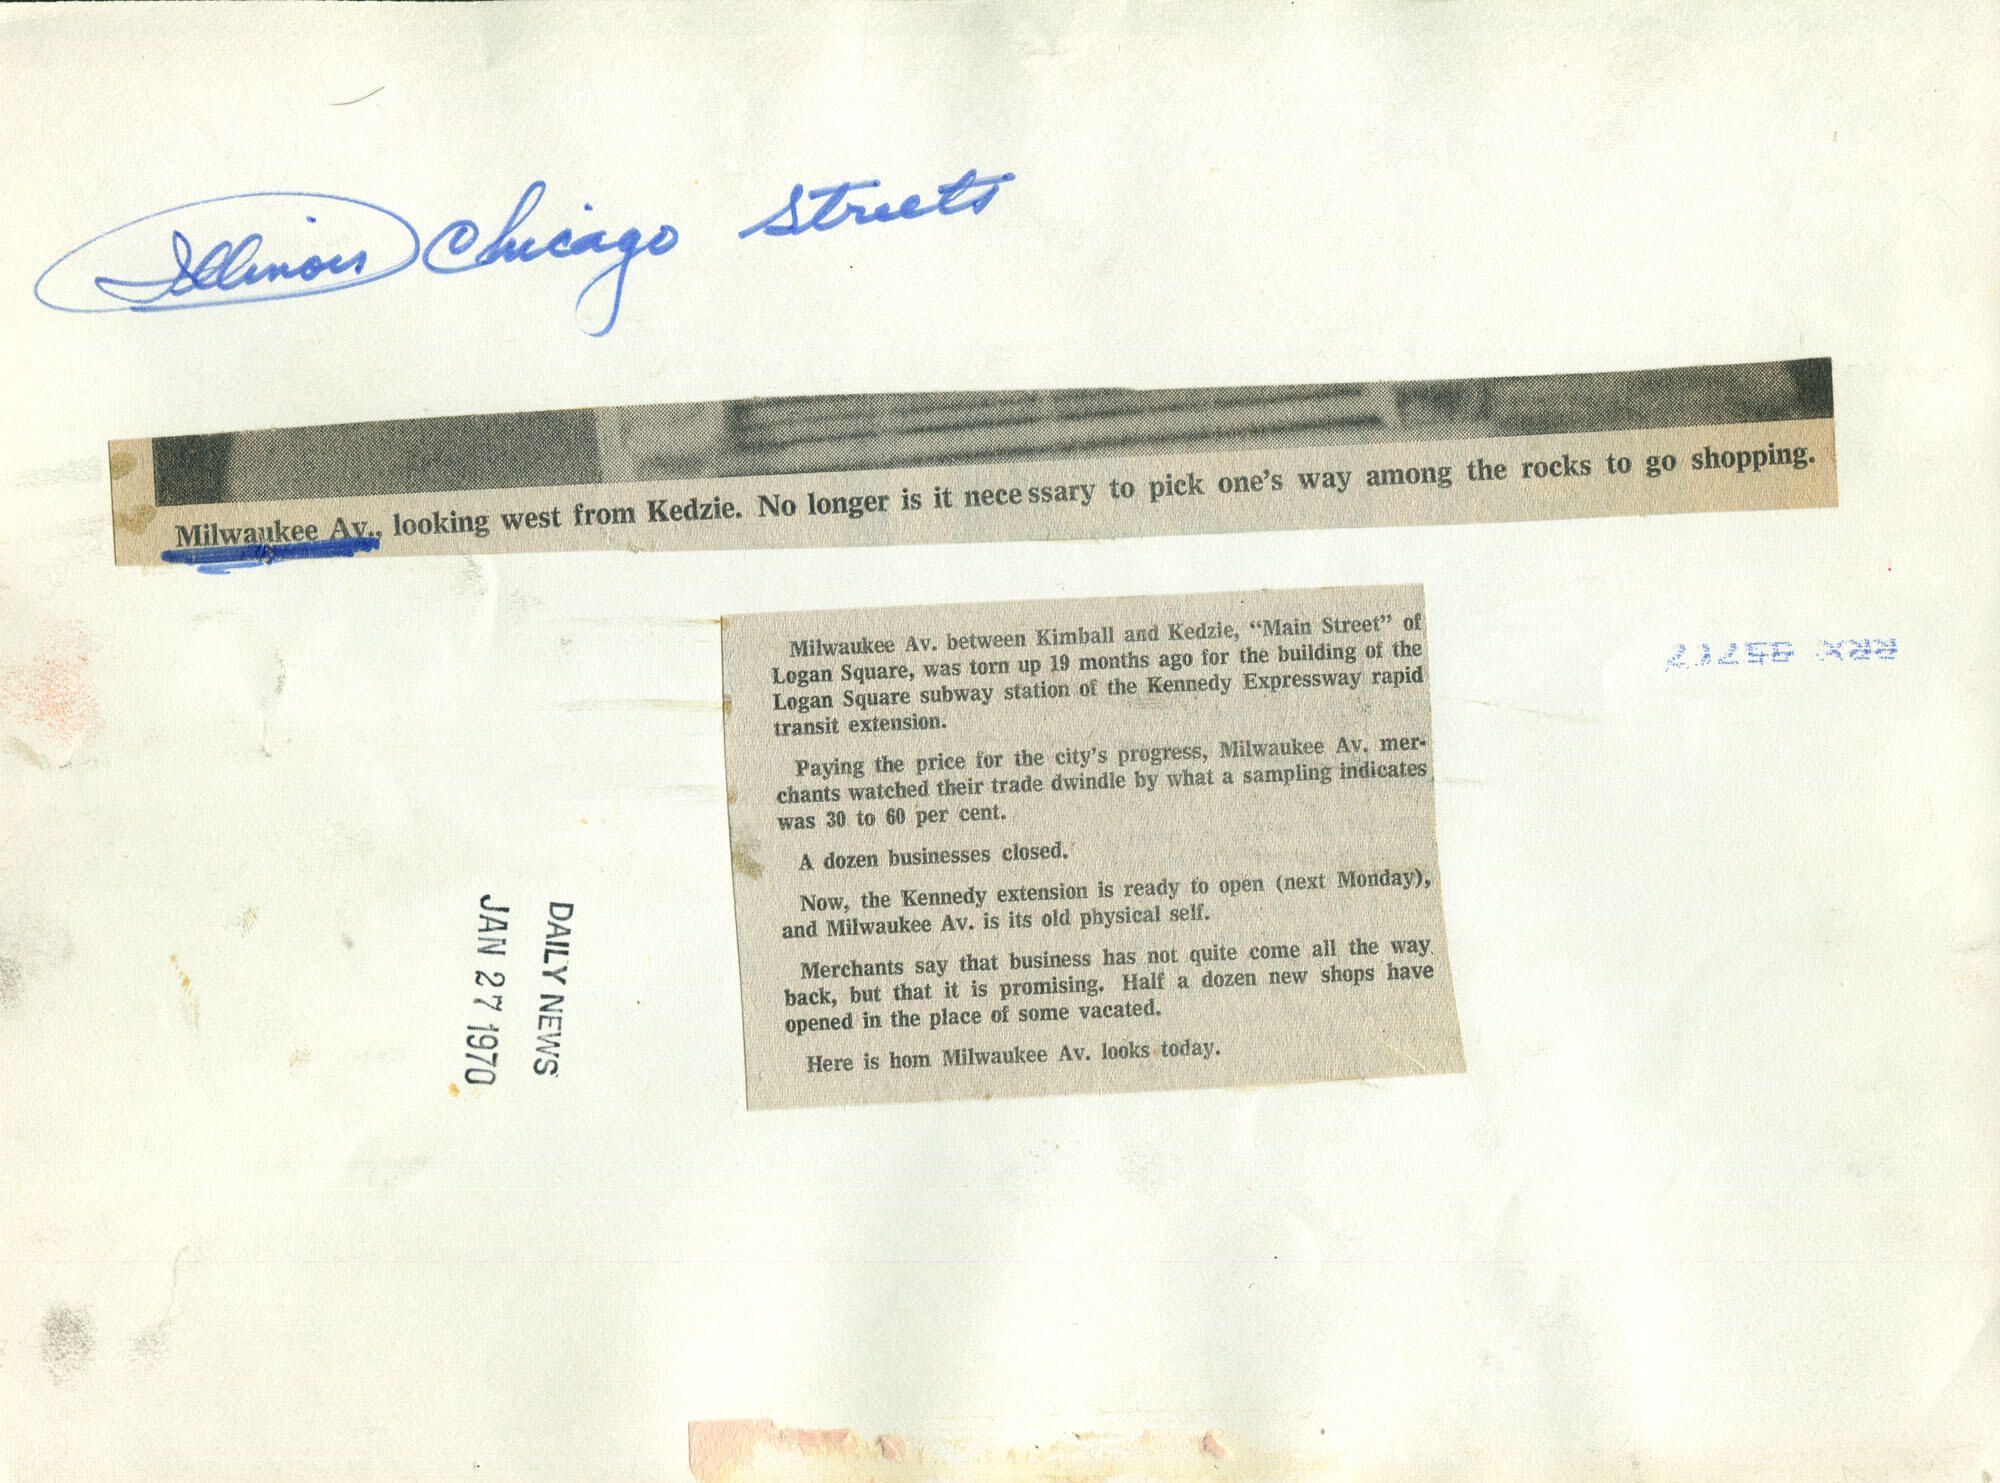 Illinois Chicago Streets
Milwaukee Av., looking west from Kedzie. No longer is it nece ssary to pick one's way among the rocks to go shopping.
Milwaukee Av. between Kimball and Kedzie, “Main Street” of
Logan Square, was torn up 19 months ago for the building of the
Logan Square subway station of the Kennedy Expressway rapid
transit extension.
Paying the price for the city's progress, Milwaukee Av. mer-
chants watched their trade dwindle by what a sampling indicates
was 30 to 60 per cent.
A dozen businesses closed.
Now, the Kennedy extension is ready to open (next Monday),
and Milwaukee Av. is its old physical self.
Merchants say that business has not quite come all the way
back, but that it is promising. Half a dozen new shops have
opened in the place of some vacated.
Here is hom Milwaukee Av. looks today.
DAILY NEWS
JAN 27 1970
RRX